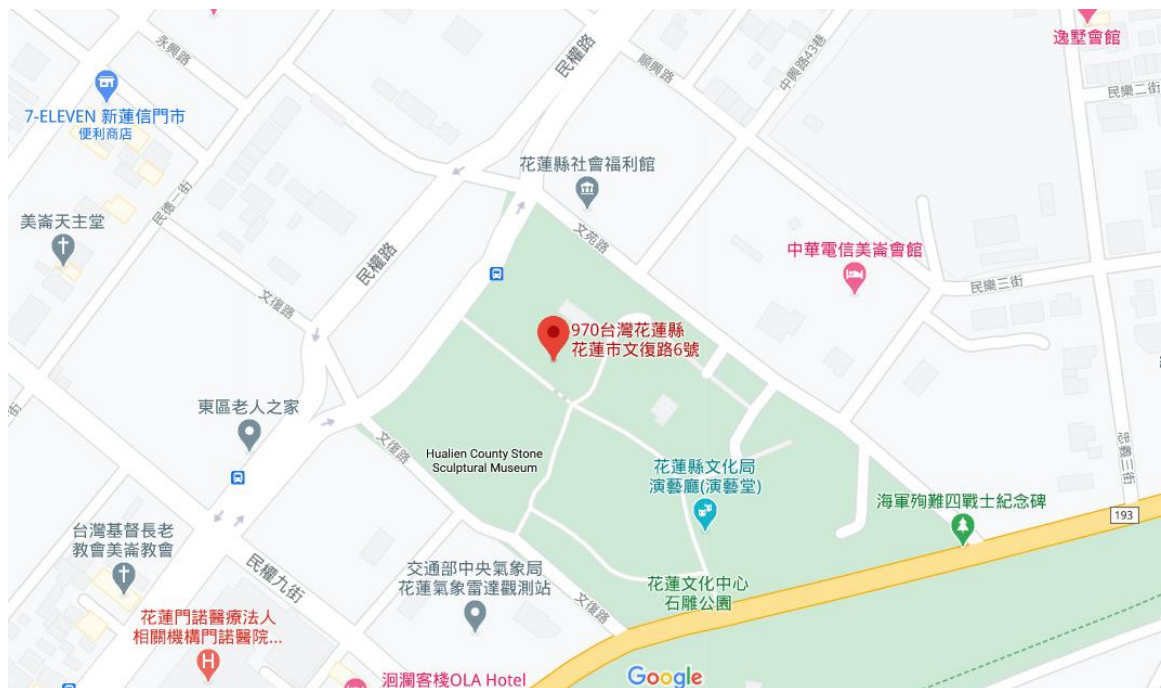 永興路
民權路
順興路
中興路43巷
逸墅會館
民樂二街
7-ELEVEN 新蓮信門市
便利商店
花蓮縣社會福利館
民德一街
美崙天主堂
文苑路
中華電信美崙會館
民權路
民樂三街
文復路
970台灣花蓮縣
花蓮市文復路6號
東區老人之家
文復路
Hualien County Stone
Sculptural Museum
花蓮縣文化局
演藝廳(演藝堂)
忠義三街
海軍殉難四戰士紀念碑
193
台灣基督長老
教會美崙教會
民權九街
交通部中央氣象局
花蓮氣象雷達觀測站
花蓮文化中心
石雕公園
文復路
花蓮門諾醫療法人
相關機構門諾醫院...
H
洄瀾客棧OLA Hotel
Google